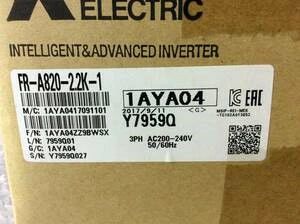 ELECTRIC
INTELLIGENT&ADVANCED INVERTER
FR-A820-2.2K-1
M/C: 1AYA0417091101
1AYA04
2017/9/11 <G>
Y7959Q
F/N: 1AYA04ZZ9BWSX
L/N: 7959Q01
G/C: 1AYA04
S/N: Y7959Q027
3PH AC200-240V
50/60Hz
EAC